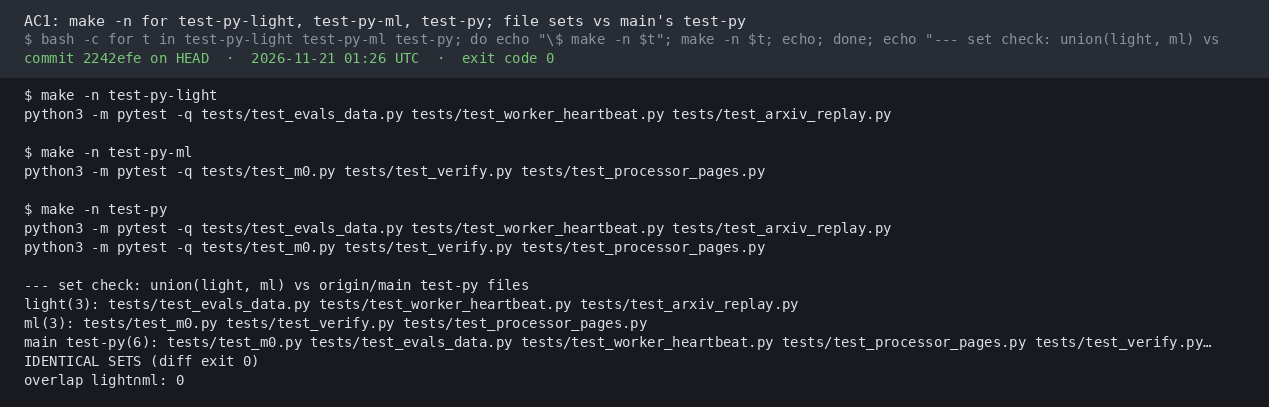 AC1: make -n for test-py-light, test-py-ml, test-py; file sets vs main's test-py
$ bash -c for t in test-py-light test-py-ml test-py; do echo "\$ make -n $t"; make -n $t; echo; done; echo "--- set check: union(light, ml) vs
commit 2242efe on HEAD · 2026-11-21 01:26 UTC · exit code 0
$ make -n test-py-light
python3 -m pytest -q tests/test_evals_data.py tests/test_worker_heartbeat.py tests/test_arxiv_replay.py
$ make -n test-py-ml
python3 -m pytest -q tests/test_m0.py tests/test_verify.py tests/test_processor_pages.py
$ make -n test-py
python3 -m pytest -q tests/test_evals_data.py tests/test_worker_heartbeat.py tests/test_arxiv_replay.py
python3 -m pytest -q tests/test_m0.py tests/test_verify.py tests/test_processor_pages.py
--- set check: union(light, ml) vs origin/main test-py files
light(3): tests/test_evals_data.py tests/test_worker_heartbeat.py tests/test_arxiv_replay.py
ml(3): tests/test_m0.py tests/test_verify.py tests/test_processor_pages.py
main test-py(6): tests/test_m0.py tests/test_evals_data.py tests/test_worker_heartbeat.py tests/test_processor_pages.py tests/test_verify.py…
IDENTICAL SETS (diff exit 0)
overlap light∩ml: 0